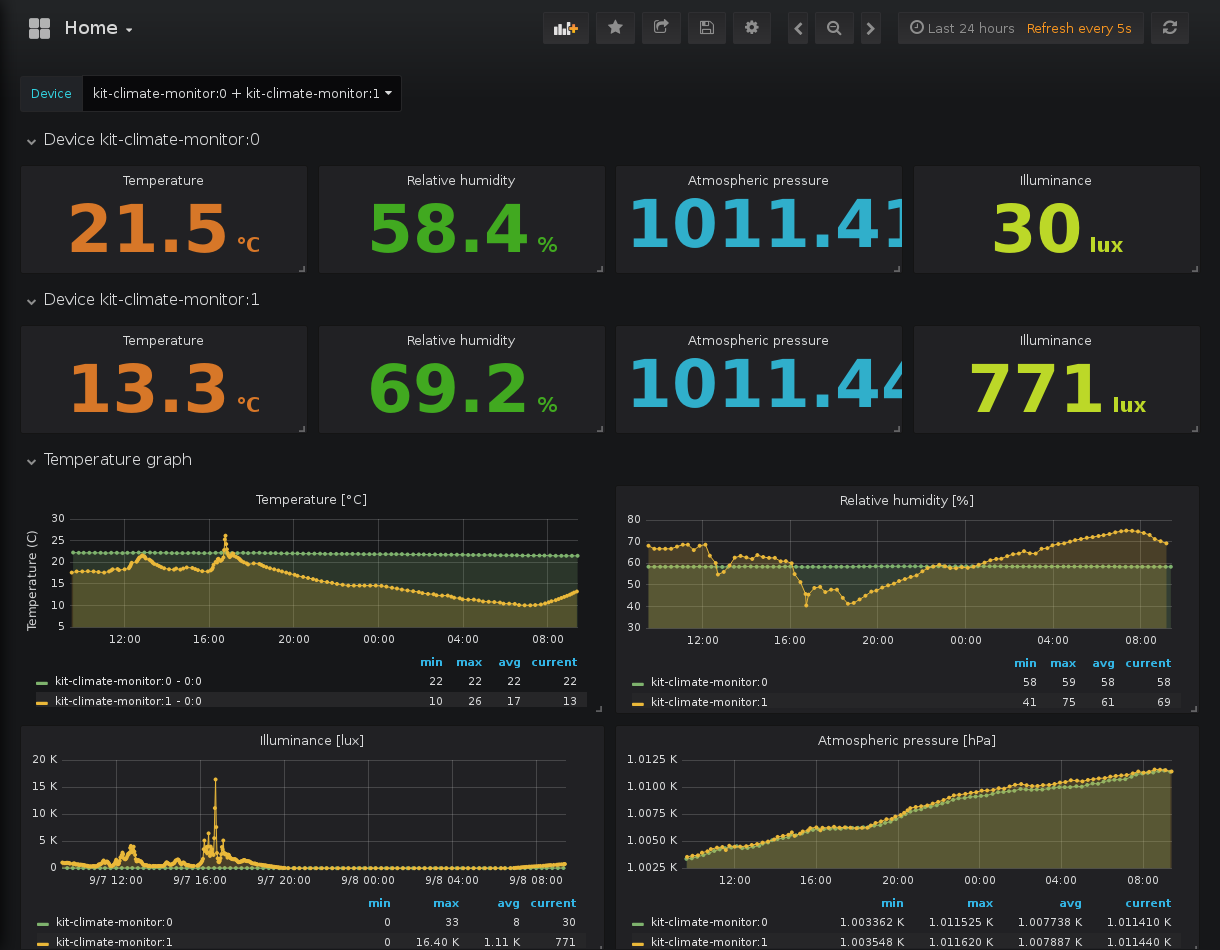 Home
Last 24 hours Refresh every 5s
Device kit-climate-monitor:0 + kit-climate-monitor:1
Device kit-climate-monitor:0
Temperature Relative humidity Atmospheric pressure Illuminance
21.5 °C 58.4 % 1011.41 30 lux
Device kit-climate-monitor:1
Temperature Relative humidity Atmospheric pressure Illuminance
13.3 °C 69.2 % 1011.44 771 lux
Temperature graph
Temperature [°C]
Temperature (C)
30
25
20
15
10
5
12:00 16:00 20:00 00:00 04:00 08:00
min max avg current
kit-climate-monitor:0 - 0:0 22 22 22 22
kit-climate-monitor:1 - 0:0 10 26 17 13
Relative humidity [%]
80
70
60
50
40
30
12:00 16:00 20:00 00:00 04:00 08:00
min max avg current
kit-climate-monitor:0 58 59 58 58
kit-climate-monitor:1 41 75 61 69
Illuminance [lux]
20 K
15 K
10 K
5 K
0
9/7 12:00 9/7 16:00 9/7 20:00 9/8 00:00 9/8 04:00 9/8 08:00
min max avg current
kit-climate-monitor:0 0 33 8 30
kit-climate-monitor:1 0 16.40 K 1.11 K 771
Atmospheric pressure [hPa]
1.0125 K
1.0100 K
1.0075 K
1.0050 K
1.0025 K
12:00 16:00 20:00 00:00 04:00 08:00
min max avg current
kit-climate-monitor:0 1.003362 K 1.011525 K 1.007738 K 1.011410 K
kit-climate-monitor:1 1.003548 K 1.011620 K 1.007887 K 1.011440 K